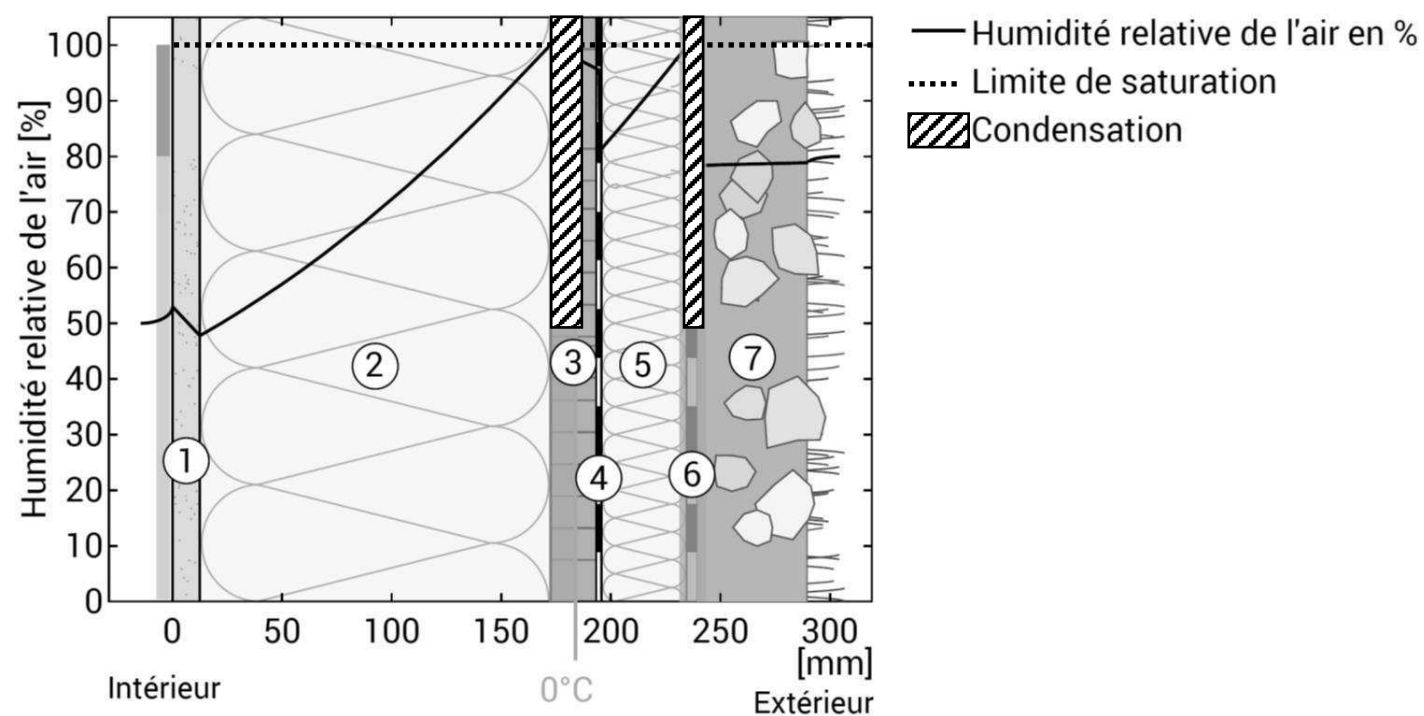 Humidité relative de l'air en %
Limite de saturation
Condensation
Humidité relative de l'air [%]
100
90
80
70
60
50
40
30
20
10
0
1
2
3
4
5
6
7
0 50 100 150 200 250 300
[mm]
Intérieur 0°C Extérieur